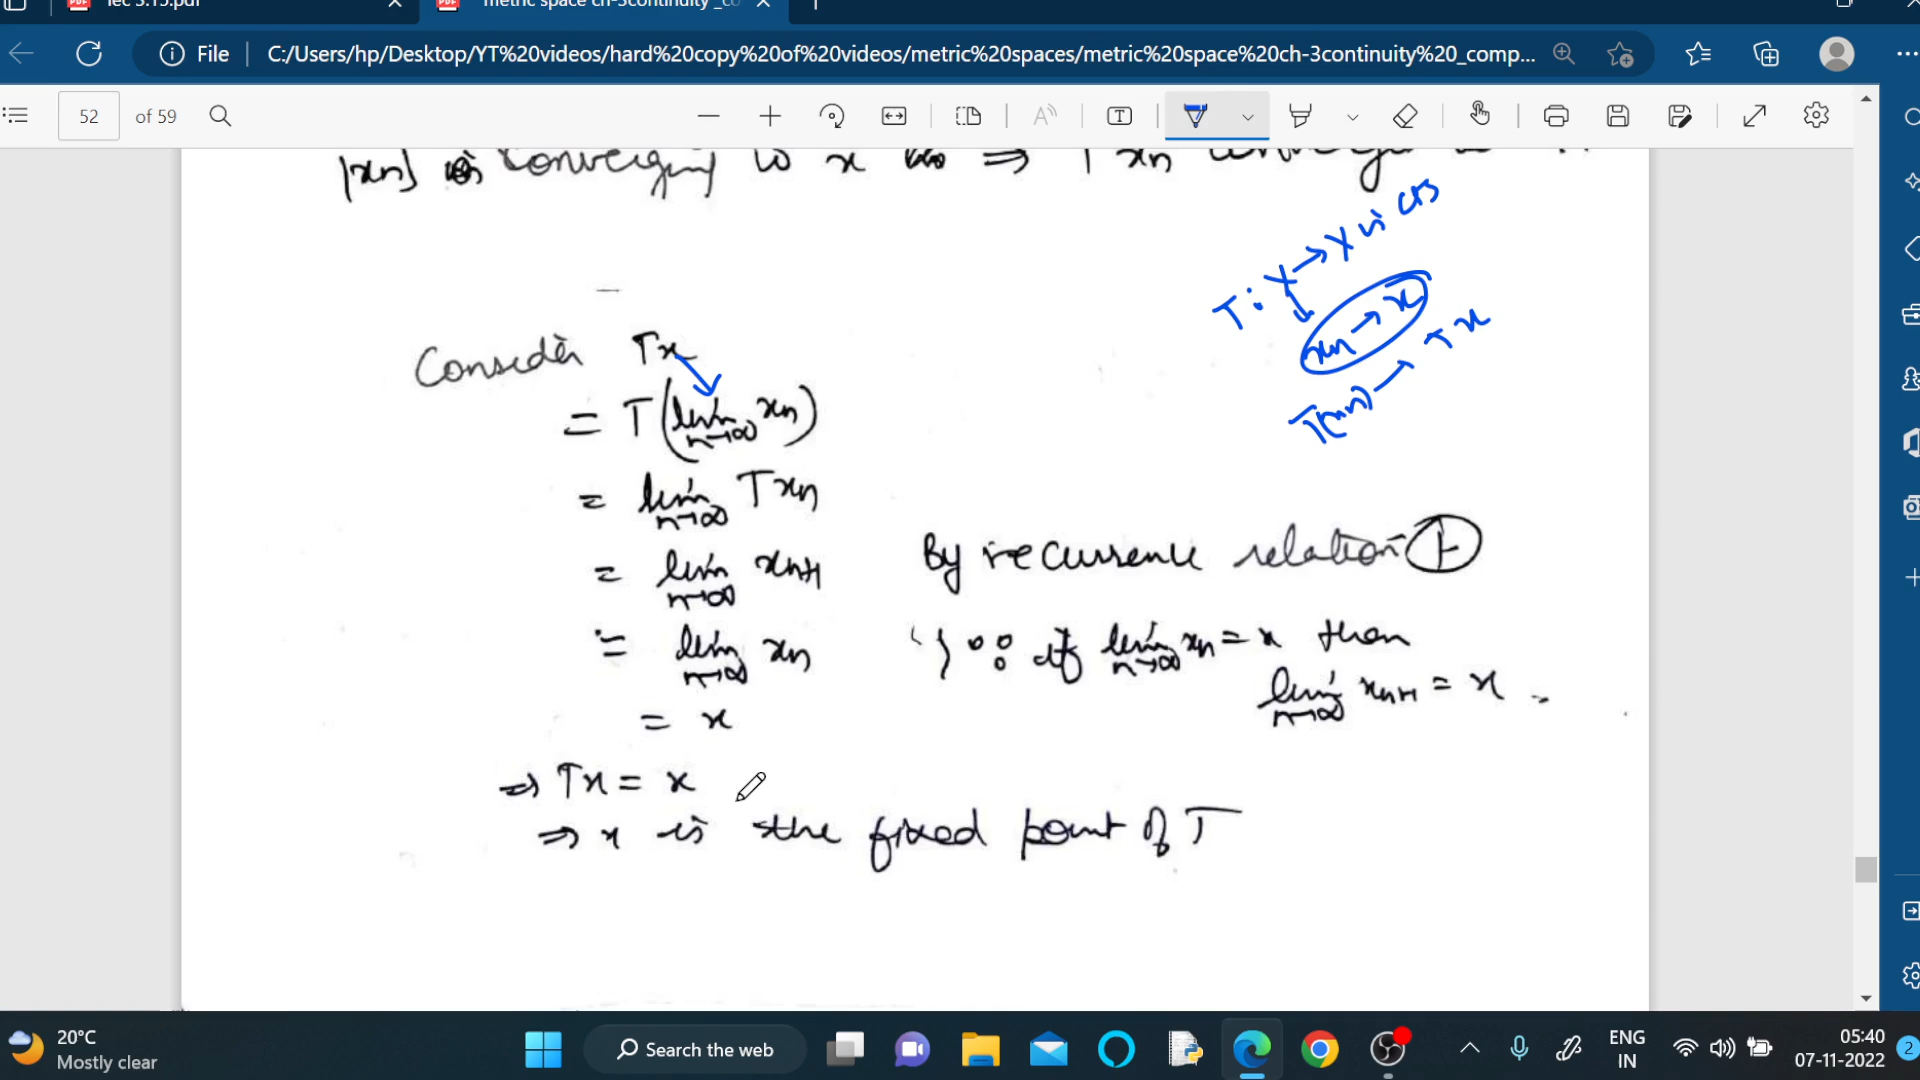 lec 3.15.pdf
metric space ch-3continuity _co
File
C:/Users/hp/Desktop/YT%20videos/hard%20copy%20of%20videos/metric%20spaces/metric%20space%20ch-3continuity%20_comp...
52 of 59
{xn} is converging to x ⇒ T xn
T: X → X is cts
xn → x
T(xn) → Tx
Consider Tx
= T(lim n→∞ xn)
= lim n→∞ Txn
= lim n→∞ xn+1 By recurrence relation
= lim n→∞ xn } ∵ if lim n→∞ xn = x then
lim n→∞ xn+1 = x
= x
⇒ Tx = x
⇒ x is the fixed point of T
20°C
Mostly clear
Search the web
ENG
IN
05:40
07-11-2022
2